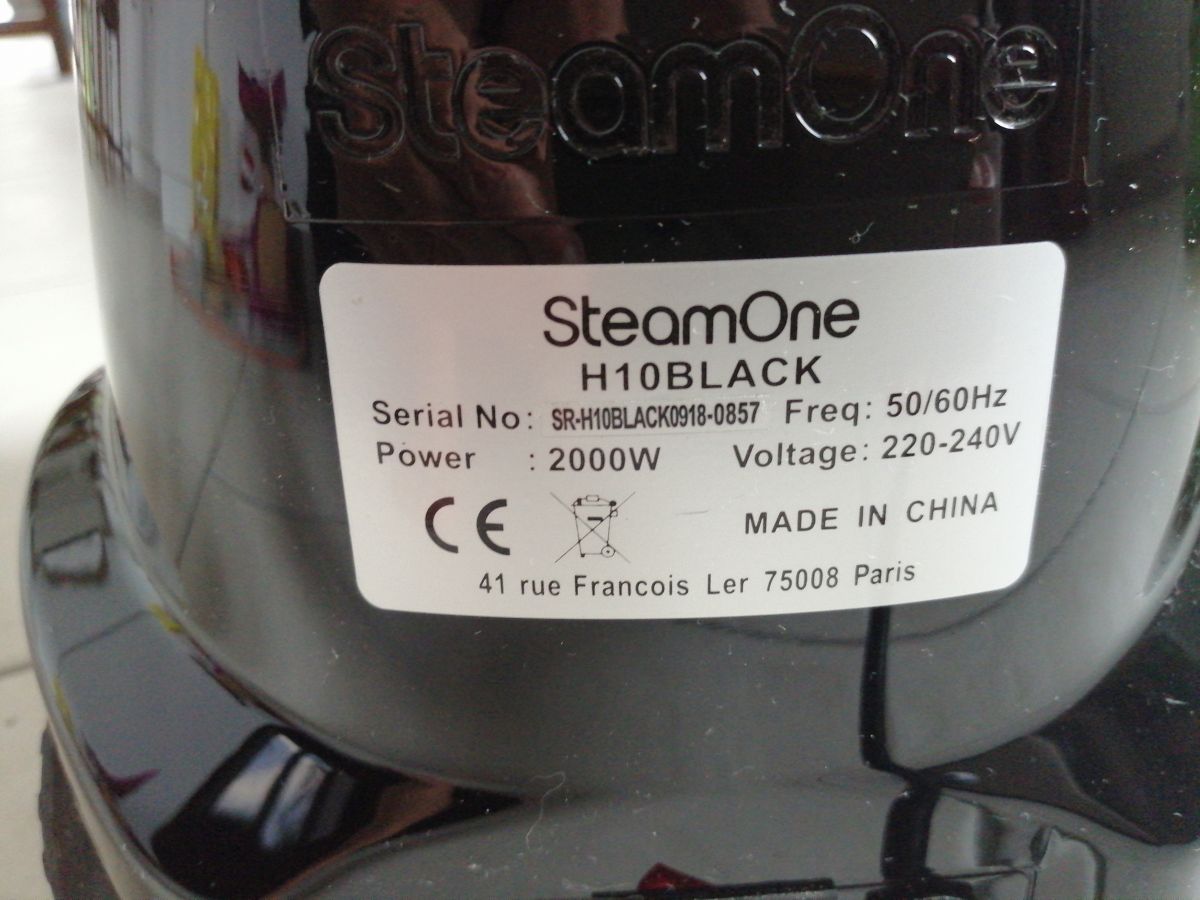 SteamOne
SteamOne
H10BLACK
Serial No: SR-H10BLACK0918-0857 Freq: 50/60Hz
Power : 2000W Voltage: 220-240V
CE MADE IN CHINA
41 rue Francois Ler 75008 Paris